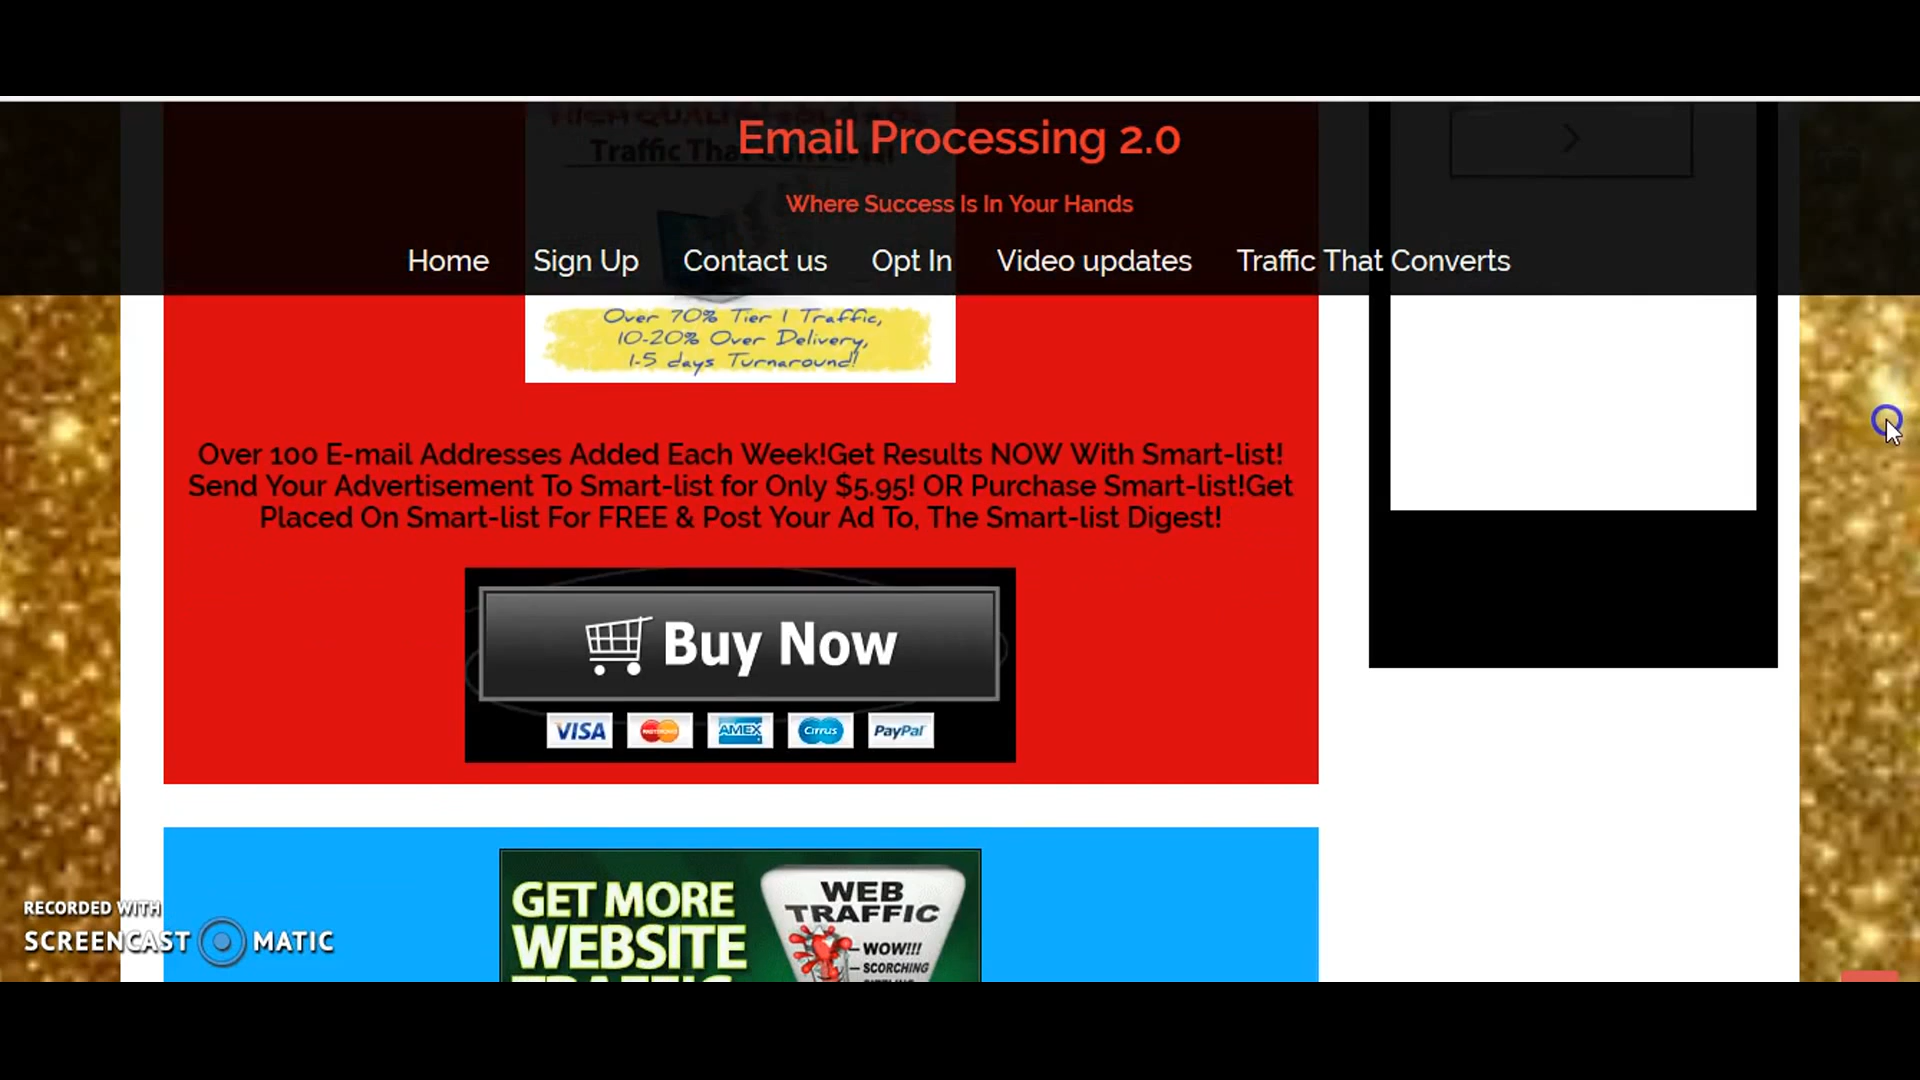 Email Processing 2.0
Where Success Is In Your Hands
Home Sign Up Contact us Opt In Video updates Traffic That Converts
Over 70% Tier 1 Traffic,
10-20% Over Delivery,
1-5 days Turnaround!
Over 100 E-mail Addresses Added Each Week!Get Results NOW With Smart-list!
Send Your Advertisement To Smart-list for Only $5.95! OR Purchase Smart-list!Get
Placed On Smart-list For FREE & Post Your Ad To, The Smart-list Digest!
Buy Now
VISA AMEX Cirrus PayPal
GET MORE
WEBSITE
WEB
TRAFFIC
WOW!!!
SCORCHING
RECORDED WITH
SCREENCAST MATIC